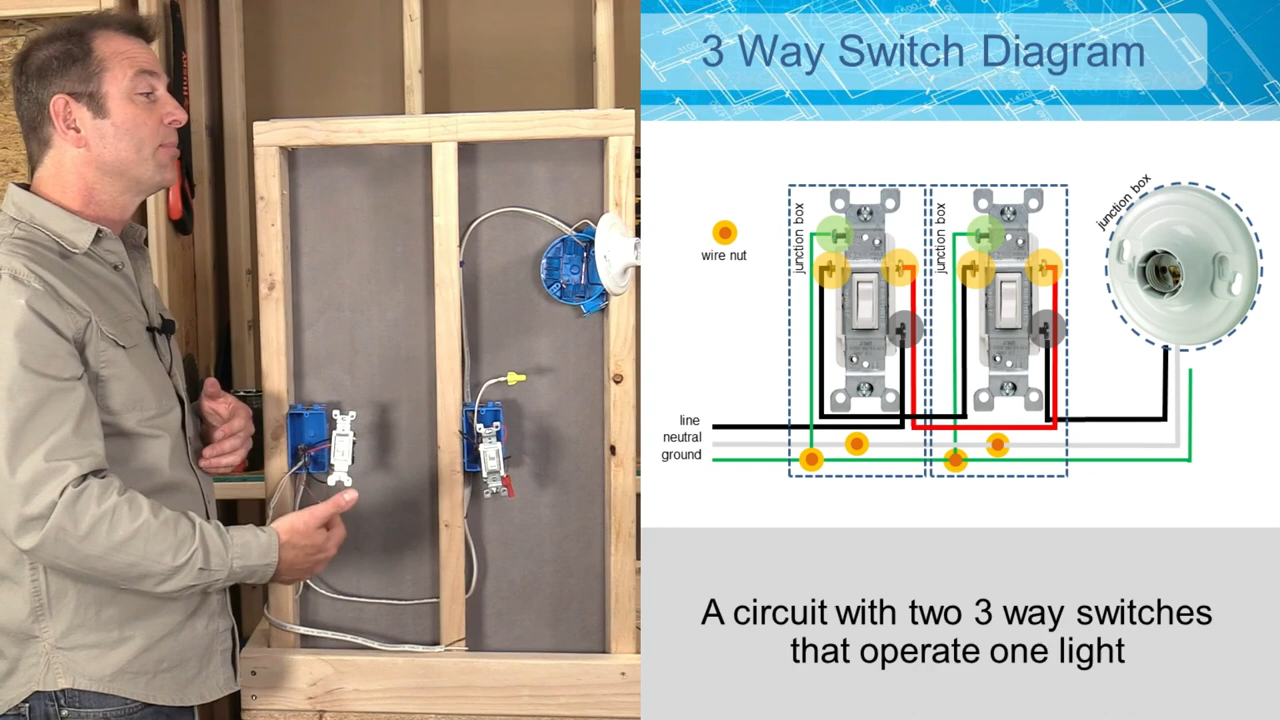 3 Way Switch Diagram
junction box
junction box
junction box
wire nut
line
neutral
ground
A circuit with two 3 way switches
that operate one light